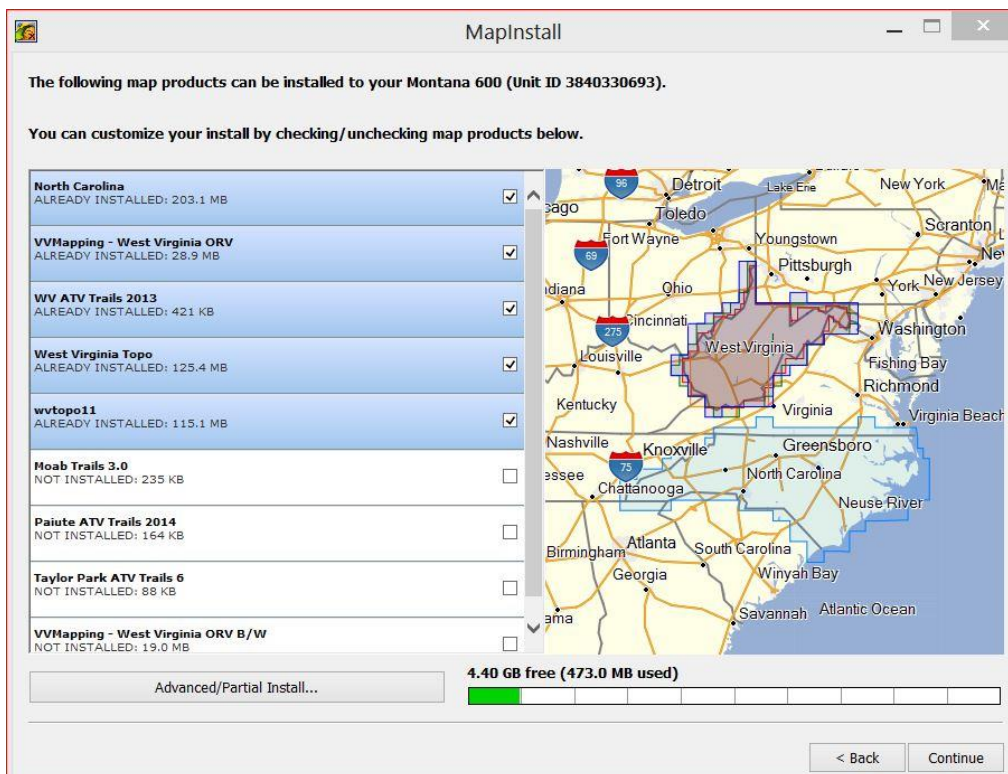 MapInstall
The following map products can be installed to your Montana 600 (Unit ID 3840330693).
You can customize your install by checking/unchecking map products below.
North Carolina
ALREADY INSTALLED: 203.1 MB
VVMapping - West Virginia ORV
ALREADY INSTALLED: 28.9 MB
WV ATV Trails 2013
ALREADY INSTALLED: 421 KB
West Virginia Topo
ALREADY INSTALLED: 125.4 MB
wvtopo11
ALREADY INSTALLED: 115.1 MB
Moab Trails 3.0
NOT INSTALLED: 235 KB
Paiute ATV Trails 2014
NOT INSTALLED: 164 KB
Taylor Park ATV Trails 6
NOT INSTALLED: 88 KB
VVMapping - West Virginia ORV B/W
NOT INSTALLED: 19.0 MB
96
Detroit
Lake Erie
New York
Ma
cago
Toledo
Scranton
Fort Wayne
Youngstown
New
69
Pittsburgh
ndiana
Ohio
York
New Jersey
Cincinnati
275
Washington
West Virginia
Louisville
Fishing Bay
Richmond
Kentucky
Virginia
Virginia Beach
Nashville
Knoxville
Greensboro
75
essee
North Carolina
Chattanooga
Neuse River
Birmingham
Atlanta
South Carolina
Georgia
Winyah Bay
ama
Savannah
Atlantic Ocean
Advanced/Partial Install...
4.40 GB free (473.0 MB used)
< Back
Continue